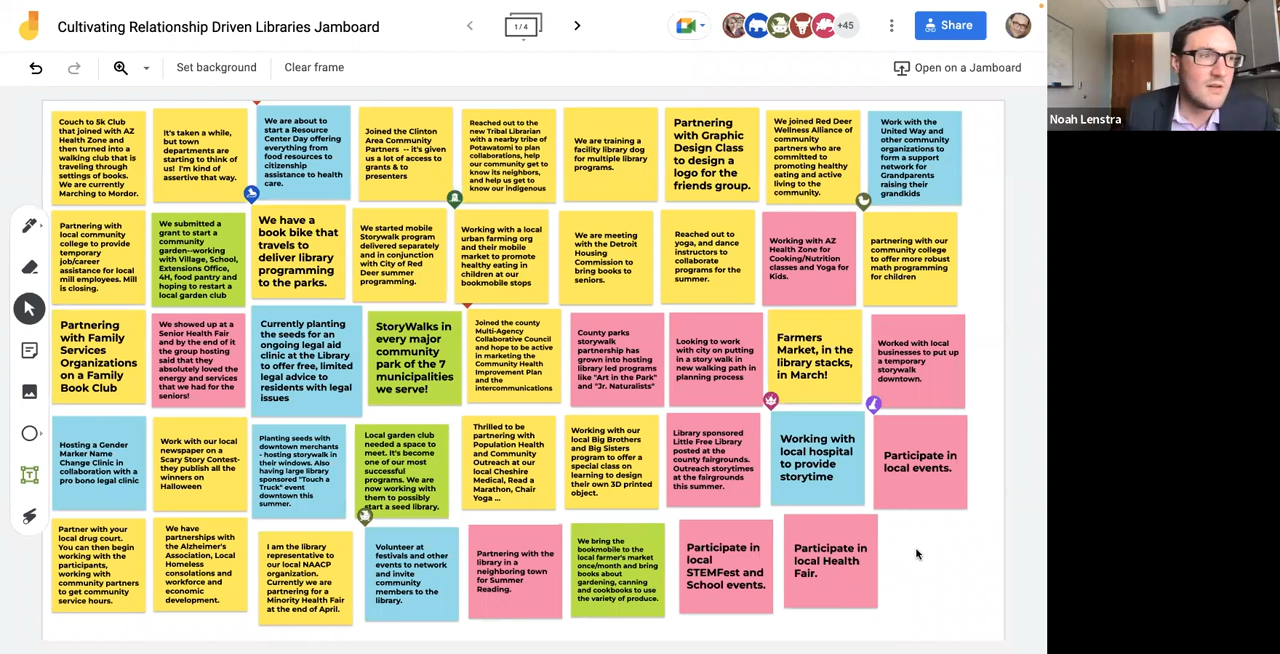 Cultivating Relationship Driven Libraries Jamboard
1 / 4
+45
Share
Set background
Clear frame
Open on a Jamboard
Noah Lenstra
Couch to 5k Club
that joined with AZ
Health Zone and
then turned into a
walking club that is
traveling through
settings of books.
We are currently
Marching to Mordor.
It's taken a while,
but town
departments are
starting to think of
us! I'm kind of
assertive that way.
We are about to
start a Resource
Center Day offering
everything from
food resources to
citizenship
assistance to health
care.
Joined the Clinton
Area Community
Partners -- it's given
us a lot of access to
grants & to
presenters
Reached out to the
new Tribal Librarian
with a nearby tribe of
Potawatomi to plan
collaborations, help
our community get to
know its neighbors,
and help us get to
know our indigenous
We are training a
facility library dog
for multiple library
programs.
Partnering
with Graphic
Design Class
to design a
logo for the
friends group.
We joined Red Deer
Wellness Alliance of
community partners
who are
committed to
promoting healthy
eating and active
living to the
community.
Work with the
United Way and
other community
organizations to
form a support
network for
Grandparents
raising their
grandkids
Partnering with
local community
college to provide
temporary
job/career
assistance for local
mill employees. Mill
is closing.
We submitted a
grant to start a
community
garden--working
with Village, School,
Extensions Office,
4H, food pantry and
hoping to restart a
local garden club
We have a
book bike that
travels to
deliver library
programming
to the parks.
We started mobile
Storywalk program
delivered separately
and in conjunction
with City of Red
Deer summer
programming.
Working with a local
urban farming org
and their mobile
market to promote
healthy eating in
children at our
bookmobile stops
We are meeting
with the Detroit
Housing
Commission to
bring books to
seniors.
Reached out to
yoga, and dance
instructors to
collaborate
programs for the
summer.
Working with AZ
Health Zone for
Cooking/Nutrition
classes and Yoga for
Kids.
partnering with our
community college
to offer more robust
math programming
for children
Partnering
with Family
Services
Organizations
on a Family
Book Club
We showed up at a
Senior Health Fair
and by the end of it
the group hosting
said that they
absolutely loved the
energy and services
that we had for the
seniors!
Currently planting
the seeds for an
ongoing legal aid
clinic at the Library
to offer free, limited
legal advice to
residents with legal
issues
StoryWalks in
every major
community
park of the 7
municipalities
we serve!
Joined the county
Multi-Agency
Collaborative Council
and hope to be active
in marketing the
Community Health
Improvement Plan
and the
intercommunications
County parks
storywalk
partnership has
grown into hosting
library led programs
like "Art in the Park"
and "Jr. Naturalists"
Looking to work
with city on putting
in a story walk in
new walking path in
planning process
Farmers
Market, in the
library stacks,
in March!
Worked with local
businesses to put up
a temporary
storywalk
downtown.
Hosting a Gender
Marker Name
Change Clinic in
collaboration with a
pro bono legal clinic
Work with our local
newspaper on a
Scary Story Contest-
they publish all the
winners on
Halloween
Planting seeds with
downtown merchants
- hosting storywalk in
their windows. Also
having large library
sponsored "Touch a
Truck" event
downtown this
summer.
Local garden club
needed a space to
meet. It's become
one of our most
successful
programs. We are
now working with
them to possibly
start a seed library.
Thrilled to be
partnering with
Population Health
and Community
Outreach at our
local Cheshire
Medical, Read a
Marathon, Chair
Yoga ...
Working with our
local Big Brothers
and Big Sisters
program to offer a
special class on
learning to design
their own 3D printed
object.
Library sponsored
Little Free Library
posted at the
county fairgrounds.
Outreach storytimes
at the fairgrounds
this summer.
Working with
local hospital
to provide
storytime
Participate in
local events.
Partner with your
local drug court.
You can then begin
working with the
participants,
working with
community partners
to get community
service hours.
We have
partnerships with
the Alzheimer's
Association, Local
Homeless
consolations and
workforce and
economic
development.
I am the library
representative to
our local NAACP
organization.
Currently we are
partnering for a
Minority Health Fair
at the end of April.
Volunteer at
festivals and other
events to network
and invite
community
members to the
library.
Partnering with the
library in a
neighboring town
for Summer
Reading.
We bring the
bookmobile to the
local farmer's market
once/month and bring
books about
gardening, canning
and cookbooks to use
the variety of produce.
Participate in
local
STEMFest and
School events.
Participate in
local Health
Fair.